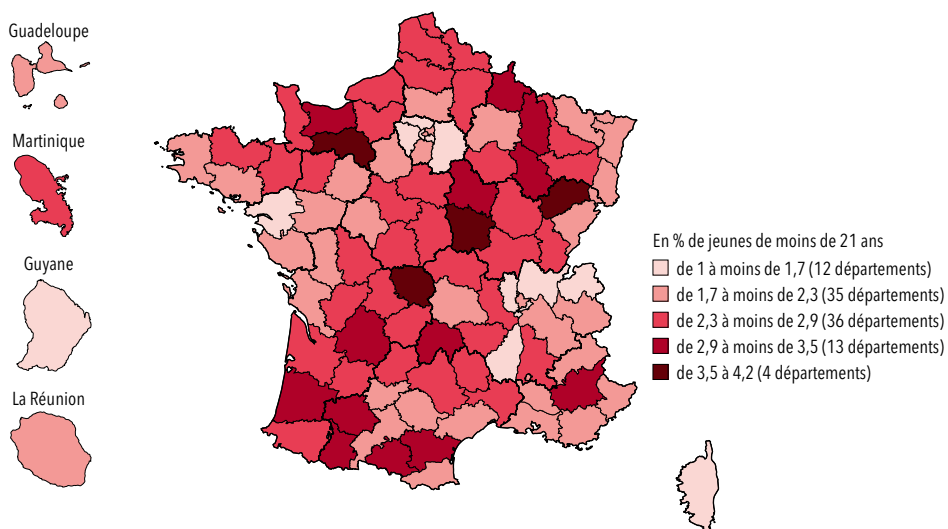 Guadeloupe
Martinique
Guyane
La Réunion
En % de jeunes de moins de 21 ans
de 1 à moins de 1,7 (12 départements)
de 1,7 à moins de 2,3 (35 départements)
de 2,3 à moins de 2,9 (36 départements)
de 2,9 à moins de 3,5 (13 départements)
de 3,5 à 4,2 (4 départements)